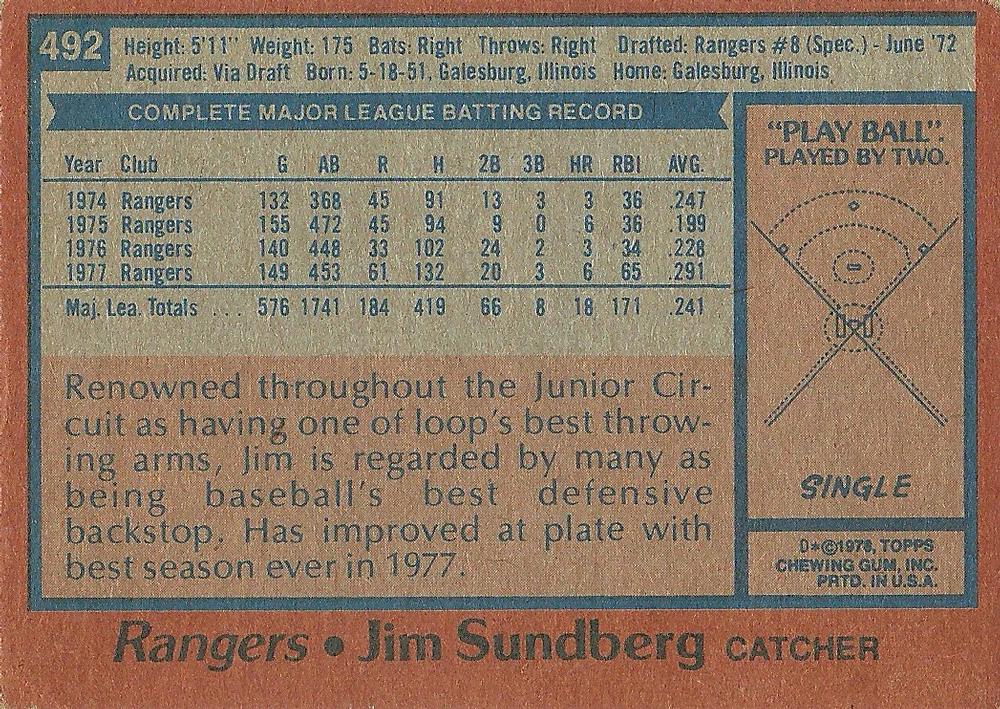 492
Height: 5'11" Weight: 175 Bats: Right Throws: Right Drafted: Rangers #8 (Spec.) - June '72
Acquired: Via Draft Born: 5-18-51, Galesburg, Illinois Home: Galesburg, Illinois
COMPLETE MAJOR LEAGUE BATTING RECORD
Year Club G AB R H 2B 3B HR RBI AVG.
1974 Rangers 132 368 45 91 13 3 3 36 .247
1975 Rangers 155 472 45 94 9 0 6 36 .199
1976 Rangers 140 448 33 102 24 2 3 34 .228
1977 Rangers 149 453 61 132 20 3 6 65 .291
Maj. Lea. Totals ... 576 1741 184 419 66 8 18 171 .241
Renowned throughout the Junior Cir-
cuit as having one of loop's best throw-
ing arms, Jim is regarded by many as
being baseball's best defensive
backstop. Has improved at plate with
best season ever in 1977.
"PLAY BALL".
PLAYED BY TWO.
SINGLE
D*©1978, TOPPS
CHEWING GUM, INC.
PRTD. IN U.S.A.
Rangers • Jim Sundberg CATCHER